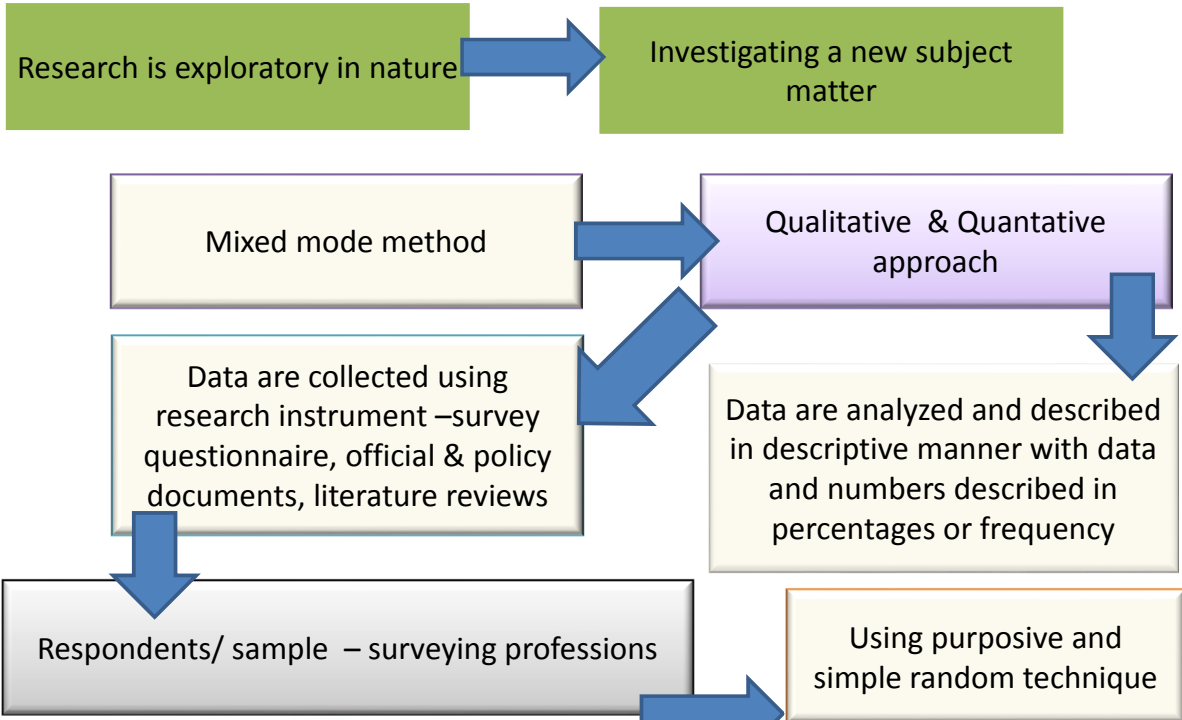 Research is exploratory in nature
Investigating a new subject
matter
Mixed mode method
Qualitative & Quantative
approach
Data are collected using
research instrument –survey
questionnaire, official & policy
documents, literature reviews
Data are analyzed and described
in descriptive manner with data
and numbers described in
percentages or frequency
Respondents/ sample – surveying professions
Using purposive and
simple random technique